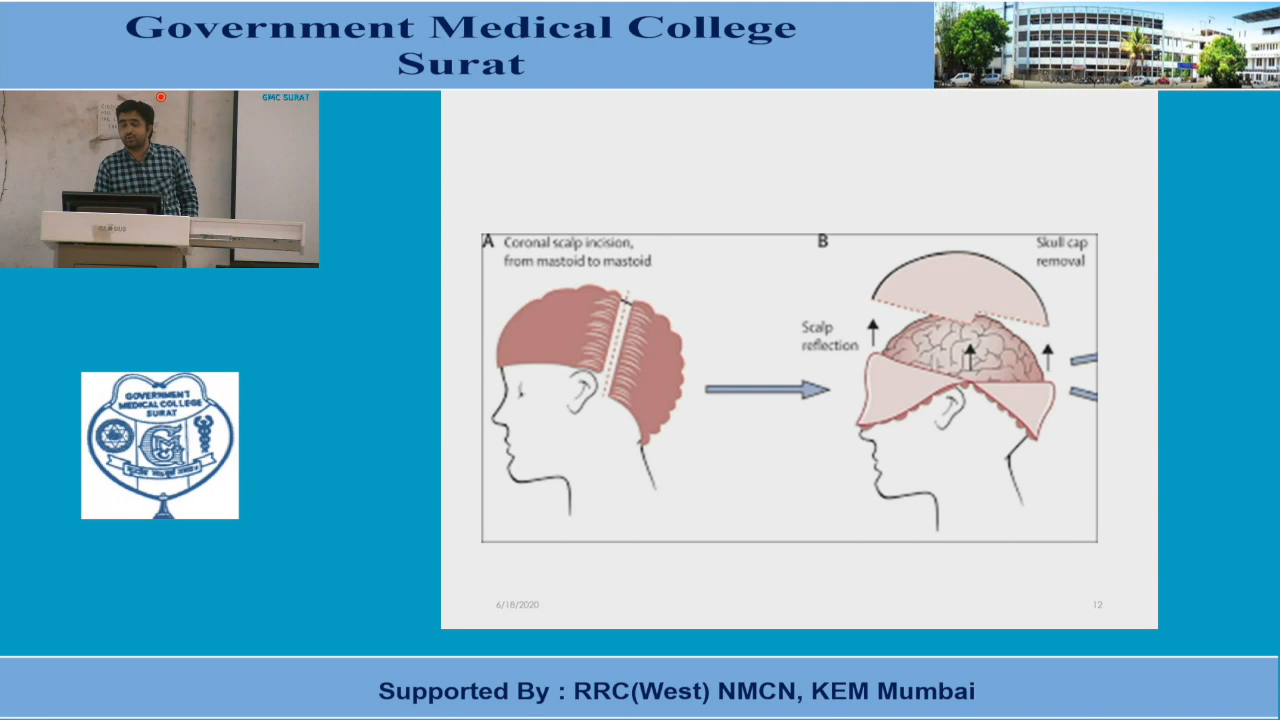 Government Medical College
Surat
GMC SURAT
A
Coronal scalp incision,
from mastoid to mastoid
B
Skull cap
removal
Scalp
reflection
GOVERNMENT
MEDICAL COLLEGE
SURAT
6/18/2020
12
Supported By : RRC(West) NMCN, KEM Mumbai